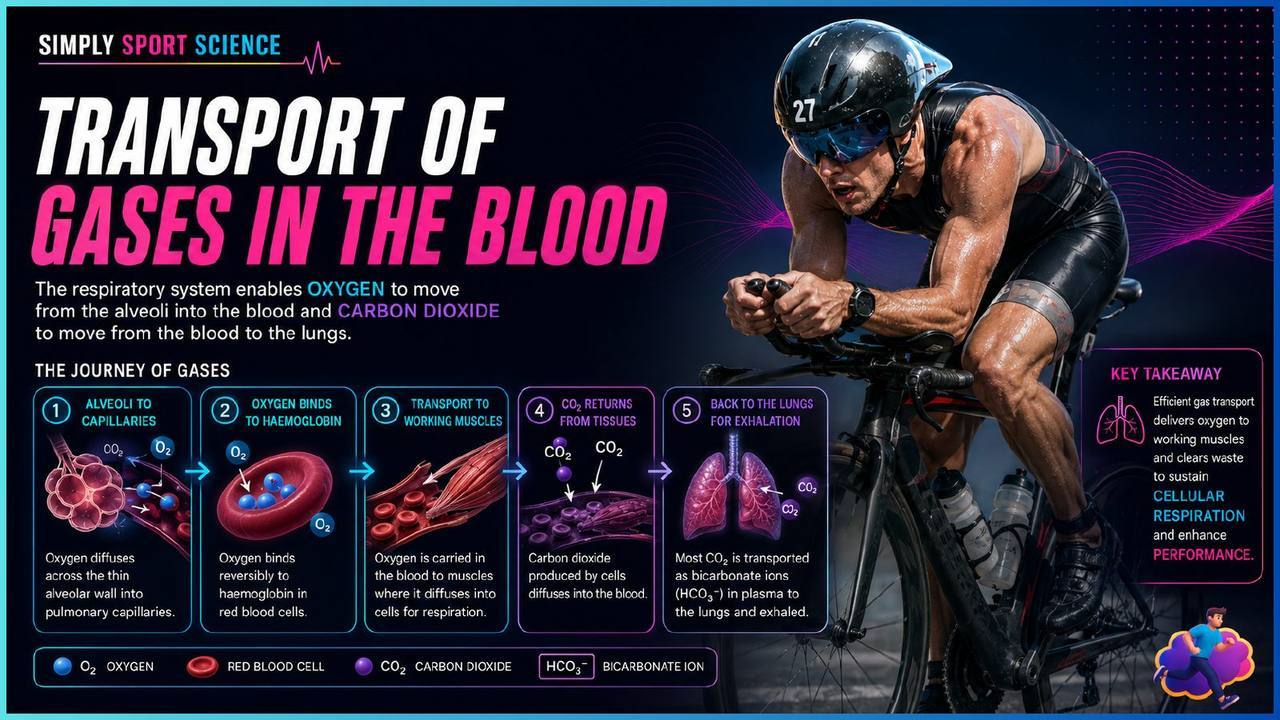 SIMPLY SPORT SCIENCE
TRANSPORT OF
GASES IN THE BLOOD
The respiratory system enables OXYGEN to move
from the alveoli into the blood and CARBON DIOXIDE
to move from the blood to the lungs.
THE JOURNEY OF GASES
1 ALVEOLI TO
CAPILLARIES
CO₂
O₂
Oxygen diffuses
across the thin
alveolar wall into
pulmonary capillaries.
2 OXYGEN BINDS
TO HAEMOGLOBIN
O₂
O₂
Oxygen binds
reversibly to
haemoglobin in
red blood cells.
3 TRANSPORT TO
WORKING MUSCLES
Oxygen is carried in
the blood to muscles
where it diffuses into
cells for respiration.
4 CO₂ RETURNS
FROM TISSUES
CO₂
CO₂
Carbon dioxide
produced by cells
diffuses into the blood.
5 BACK TO THE LUNGS
FOR EXHALATION
CO₂
CO₂
Most CO₂ is transported
as bicarbonate ions
(HCO₃⁻) in plasma to
the lungs and exhaled.
O₂ OXYGEN
RED BLOOD CELL
CO₂ CARBON DIOXIDE
HCO₃⁻ BICARBONATE ION
27
KEY TAKEAWAY
Efficient gas transport
delivers oxygen to
working muscles
and clears waste
to sustain
CELLULAR
RESPIRATION
and enhance
PERFORMANCE.